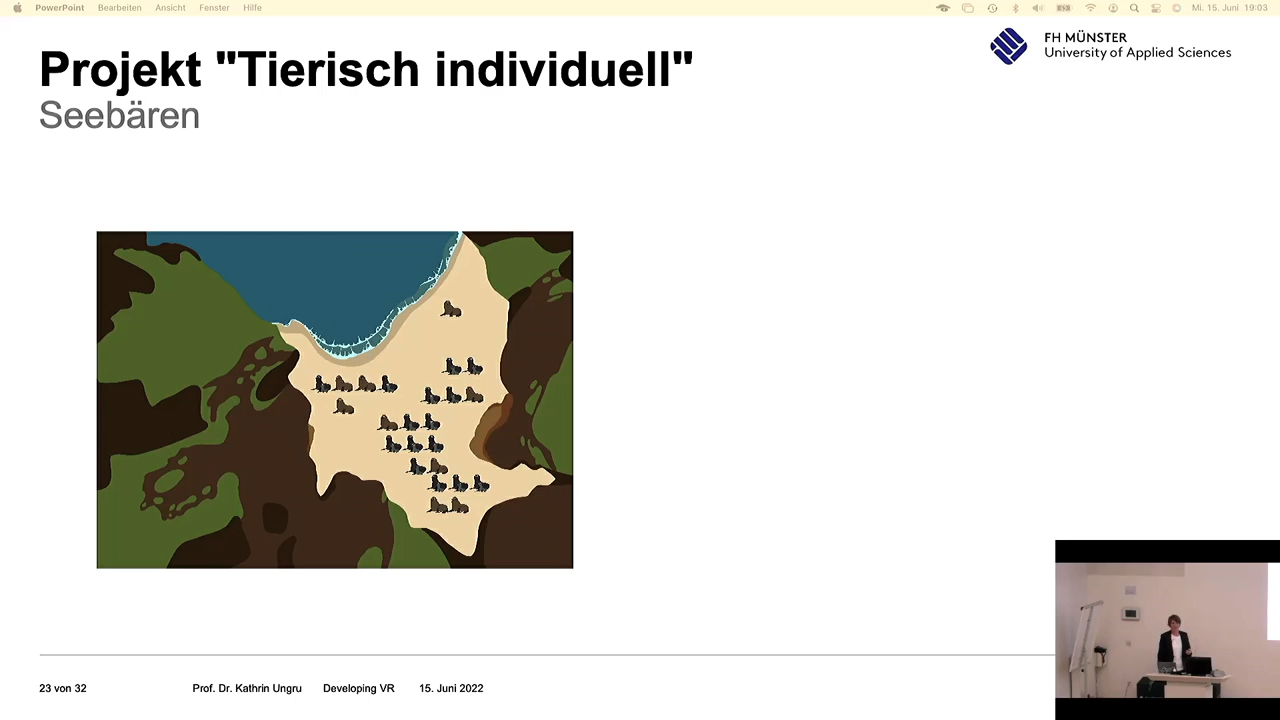 PowerPoint Bearbeiten Ansicht Fenster Hilfe Mi. 15. Juni 19:03
Projekt "Tierisch individuell"
Seebären
FH MÜNSTER
University of Applied Sciences
23 von 32 Prof. Dr. Kathrin Ungru Developing VR 15. Juni 2022